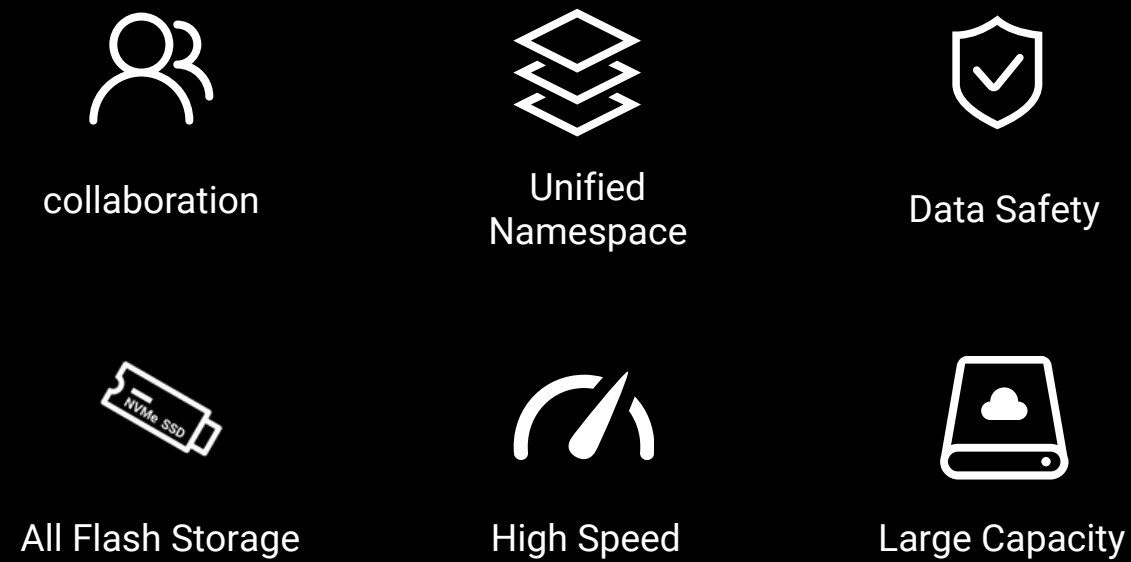 collaboration
Unified
Namespace
Data Safety
NVMe SSD
All Flash Storage
High Speed
Large Capacity